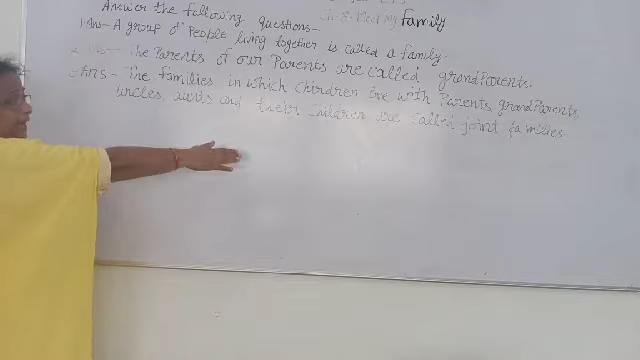 Ch-8. Meet My family
Answer the following questions-
1 Ans- A group of People living together is called a family.
2 Ans- The Parents of our Parents are called grandParents.
3 Ans- The families in which children live with Parents, grandParents,
uncles, aunts and their children are called joint families.